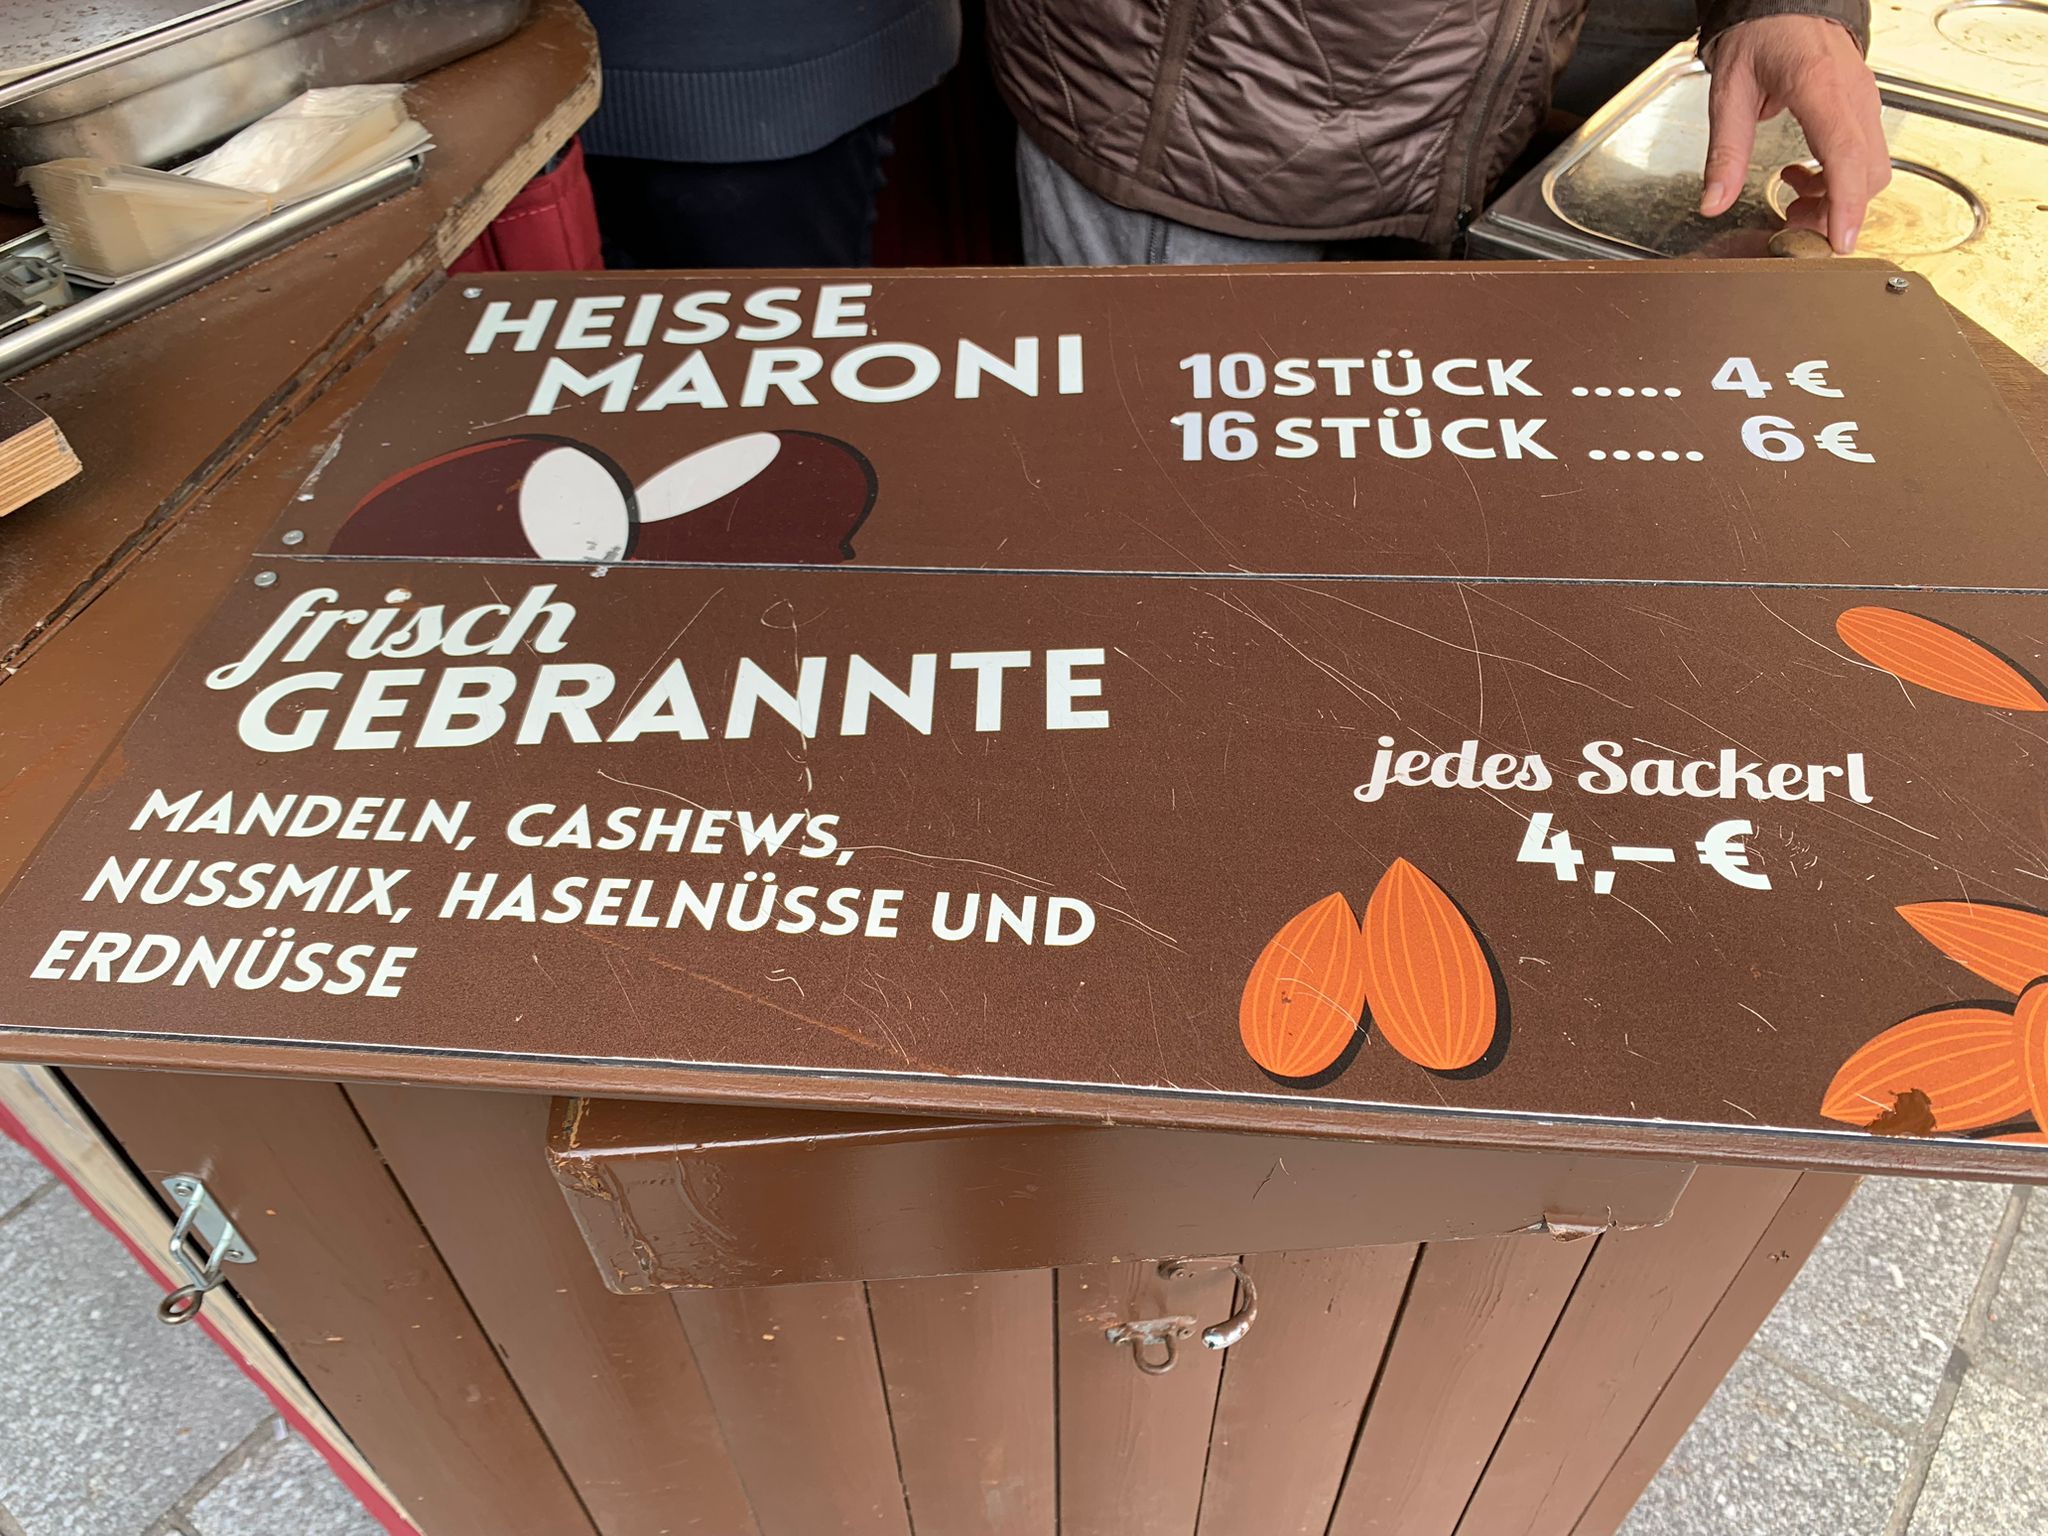 HEISSE
MARONI
10 STÜCK ..... 4 €
16 STÜCK ..... 6 €
frisch
GEBRANNTE
MANDELN, CASHEWS,
NUSSMIX, HASELNÜSSE UND
ERDNÜSSE
jedes Sackerl
4,– €